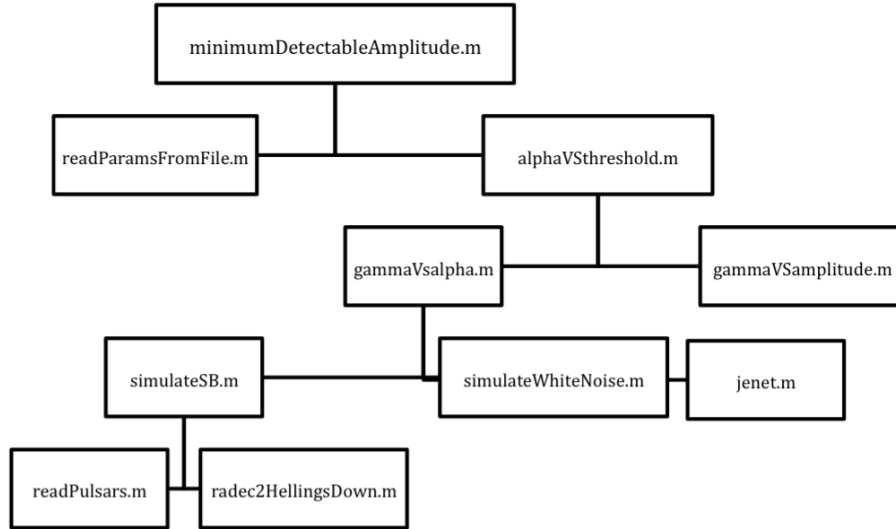 minimumDetectableAmplitude.m
readParamsFromFile.m
alphaVSthreshold.m
gammaVsalpha.m
gammaVSamplitude.m
simulateSB.m
simulateWhiteNoise.m
jenet.m
readPulsars.m
radec2HellingsDown.m